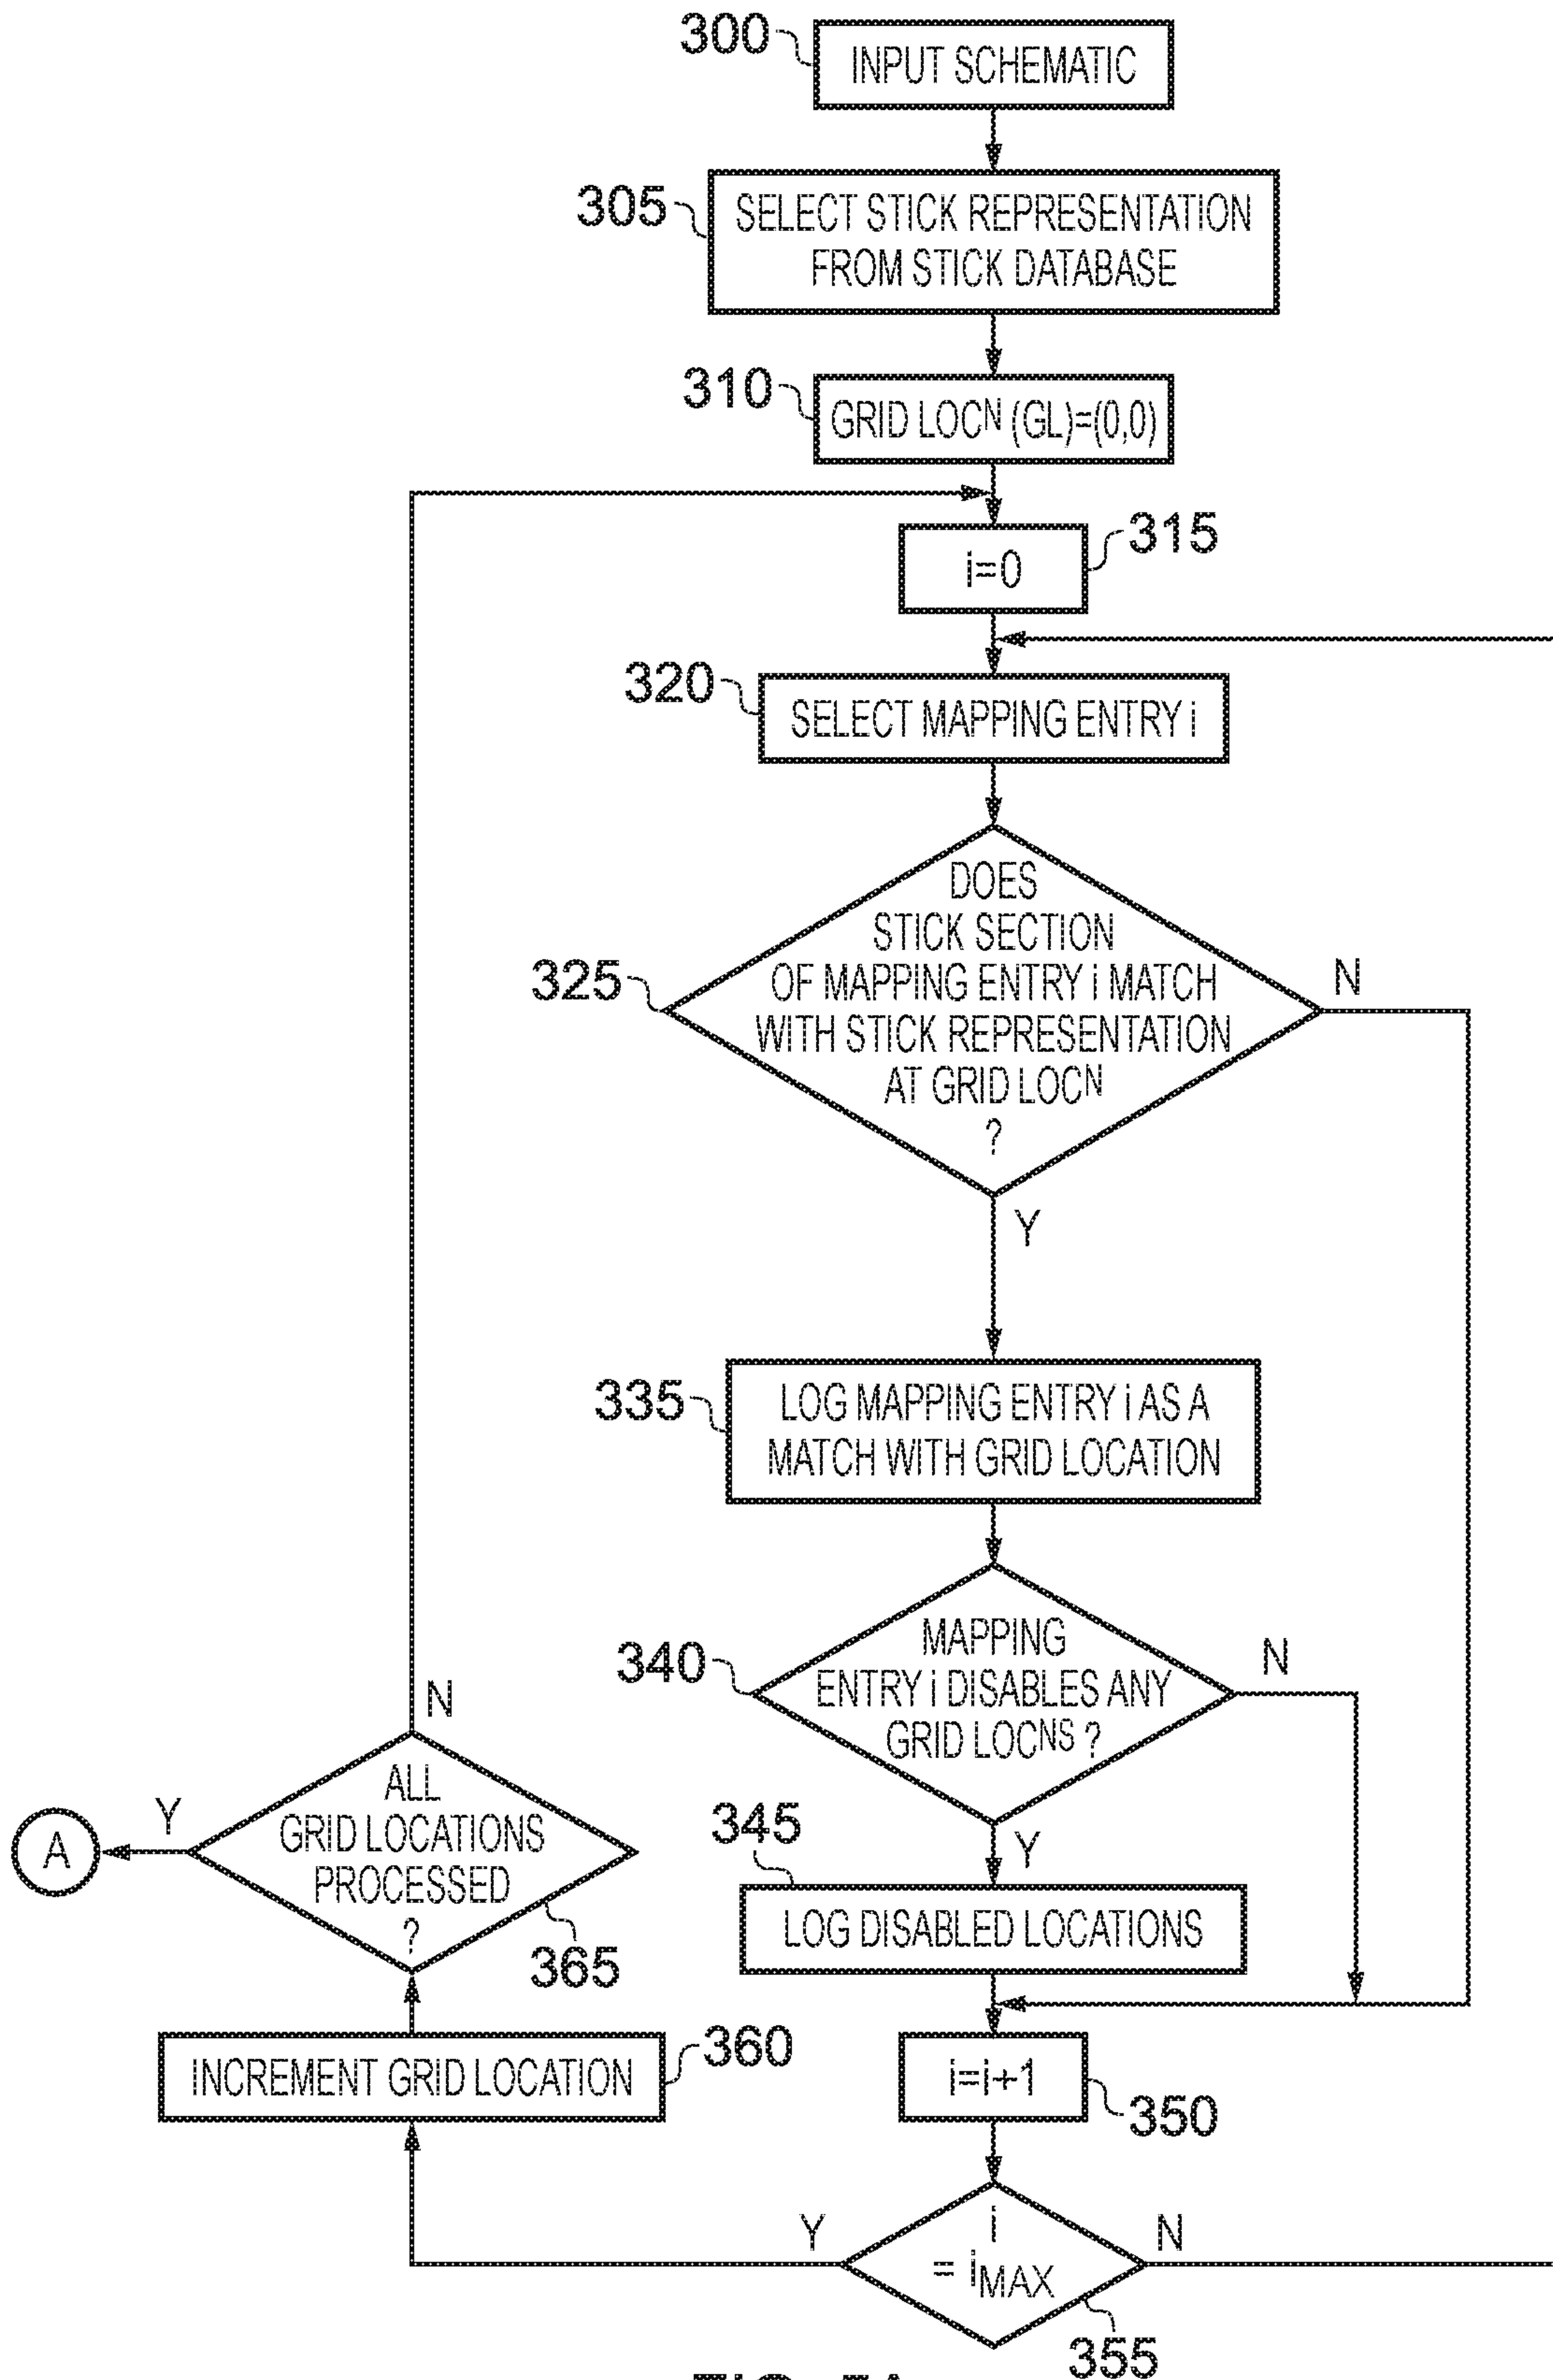 300
INPUT SCHEMATIC
305
SELECT STICK REPRESENTATION
FROM STICK DATABASE
310
GRID LOCN (GL)=(0,0)
315
i=0
320
SELECT MAPPING ENTRY i
325
DOES
STICK SECTION
OF MAPPING ENTRY i MATCH
WITH STICK REPRESENTATION
AT GRID LOCN
?
N
Y
335
LOG MAPPING ENTRY i AS A
MATCH WITH GRID LOCATION
340
MAPPING
ENTRY i DISABLES ANY
GRID LOCNS ?
N
Y
345
LOG DISABLED LOCATIONS
350
i=i+1
355
i
= iMAX
Y
N
360
INCREMENT GRID LOCATION
365
ALL
GRID LOCATIONS
PROCESSED
?
N
Y
A